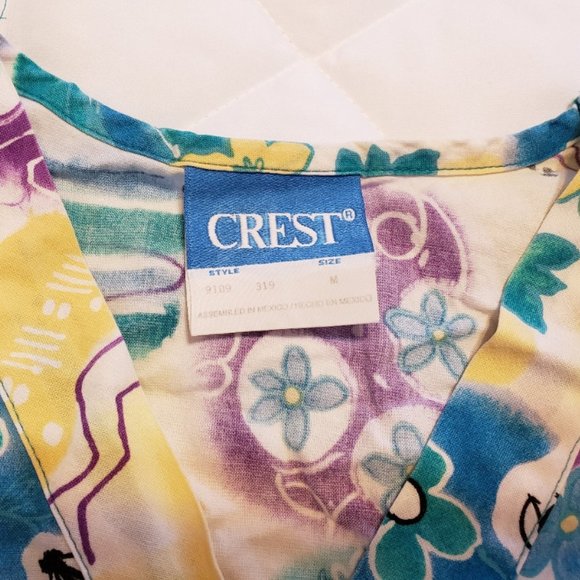 CREST®
STYLE SIZE
9109 319 M
ASSEMBLED IN MEXICO / HECHO EN MEXICO